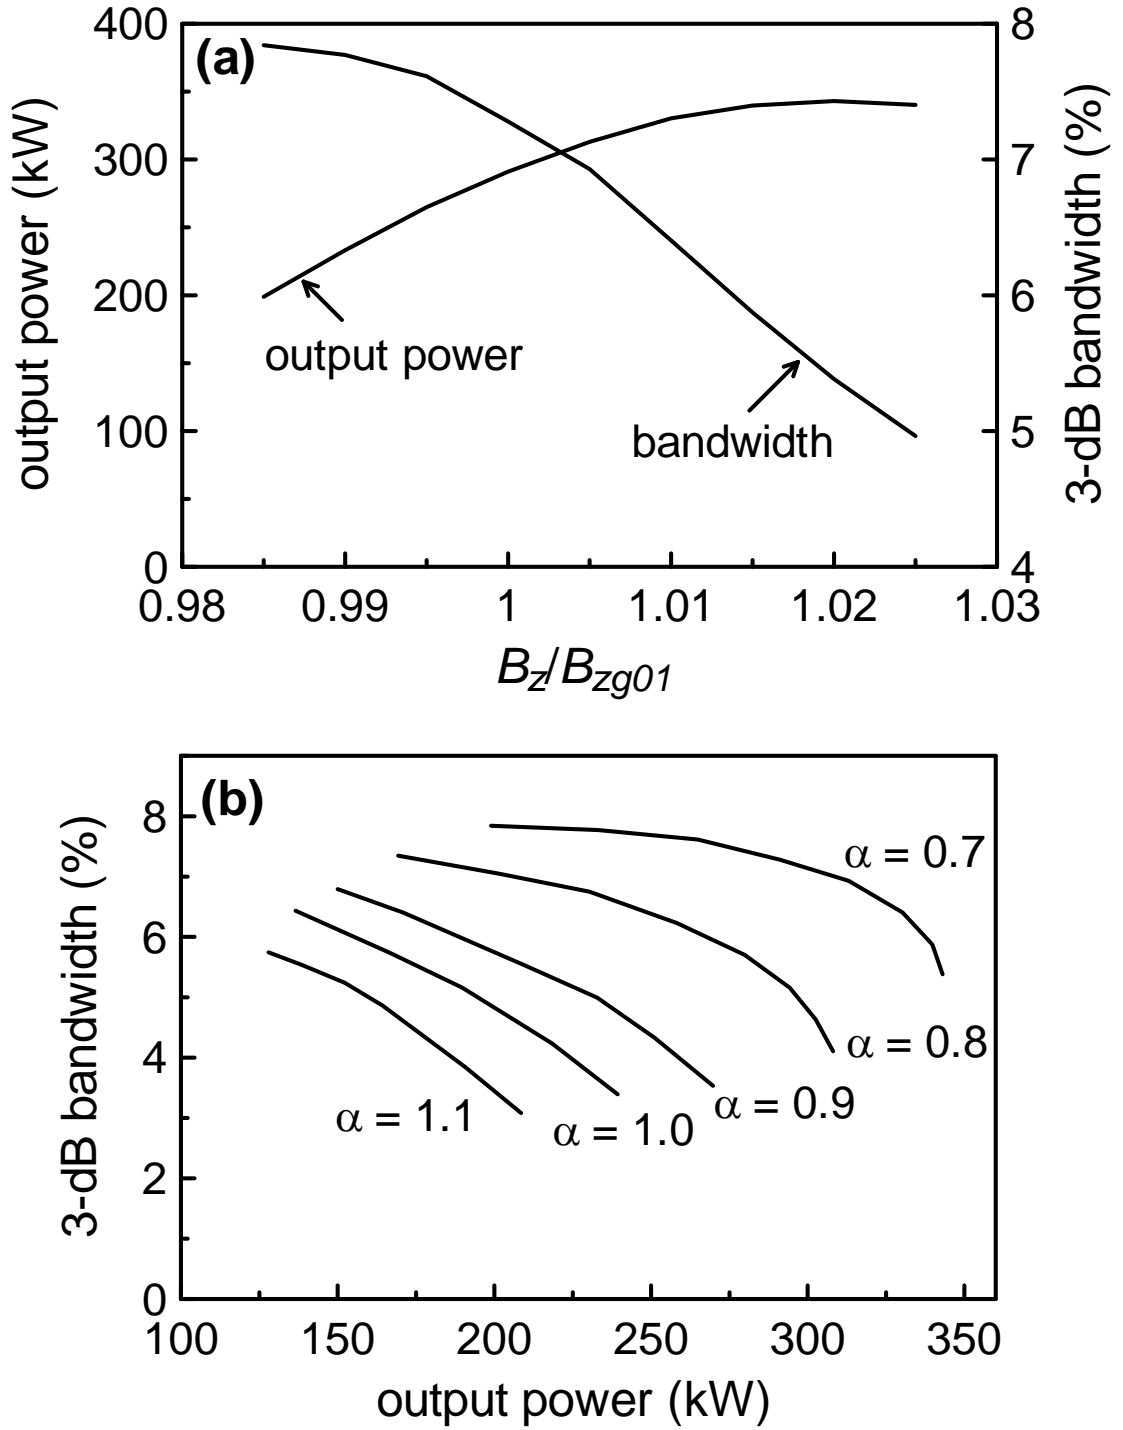 (a)
400
300
200
100
0
output power (kW)
8
7
6
5
4
3-dB bandwidth (%)
output power
bandwidth
0.98 0.99 1 1.01 1.02 1.03
Bz/Bzg01
(b)
8
6
4
2
0
3-dB bandwidth (%)
α = 0.7
α = 0.8
α = 0.9
α = 1.0
α = 1.1
100 150 200 250 300 350
output power (kW)